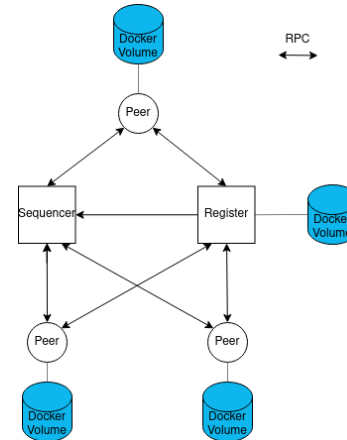 Docker
Volume
RPC
Peer
Sequencer
Register
Docker
Volume
Peer
Peer
Docker
Volume
Docker
Volume